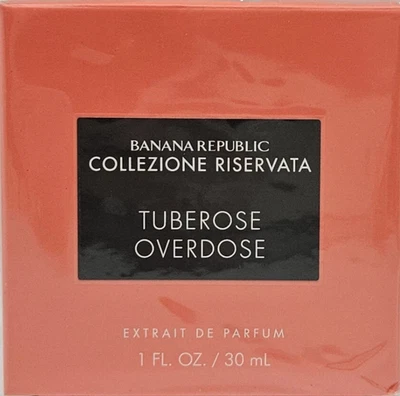 BANANA REPUBLIC
COLLEZIONE RISERVATA
TUBEROSE
OVERDOSE
EXTRAIT DE PARFUM
1 FL. OZ. / 30 mL